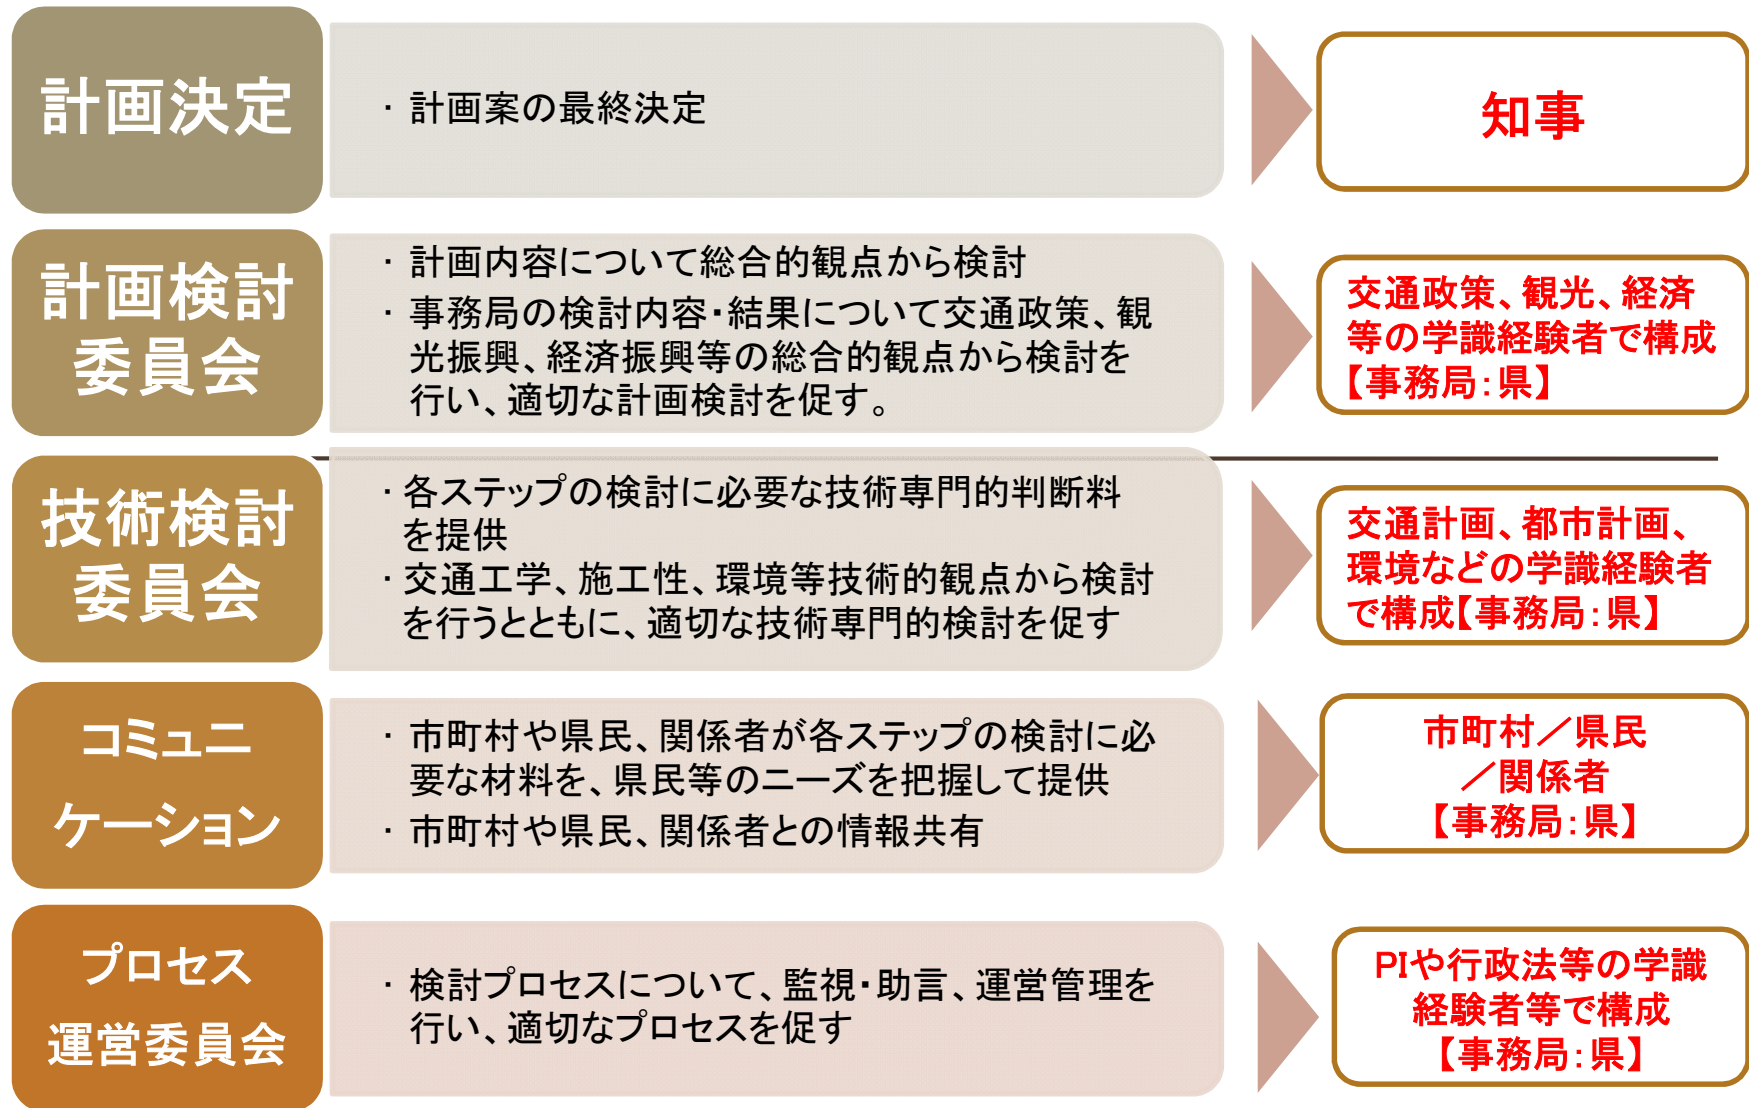 計画決定
・計画案の最終決定
知事
計画検討
委員会
・計画内容について総合的観点から検討
・事務局の検討内容・結果について交通政策、観
光振興、経済振興等の総合的観点から検討を
行い、適切な計画検討を促す。
交通政策、観光、経済
等の学識経験者で構成
【事務局：県】
技術検討
委員会
・各ステップの検討に必要な技術専門的判断料
を提供
・交通工学、施工性、環境等技術的観点から検討
を行うとともに、適切な技術専門的検討を促す
交通計画、都市計画、
環境などの学識経験者
で構成【事務局：県】
コミュニ
ケーション
・市町村や県民、関係者が各ステップの検討に必
要な材料を、県民等のニーズを把握して提供
・市町村や県民、関係者との情報共有
市町村／県民
／関係者
【事務局：県】
プロセス
運営委員会
・検討プロセスについて、監視・助言、運営管理を
行い、適切なプロセスを促す
PIや行政法等の学識
経験者等で構成
【事務局：県】